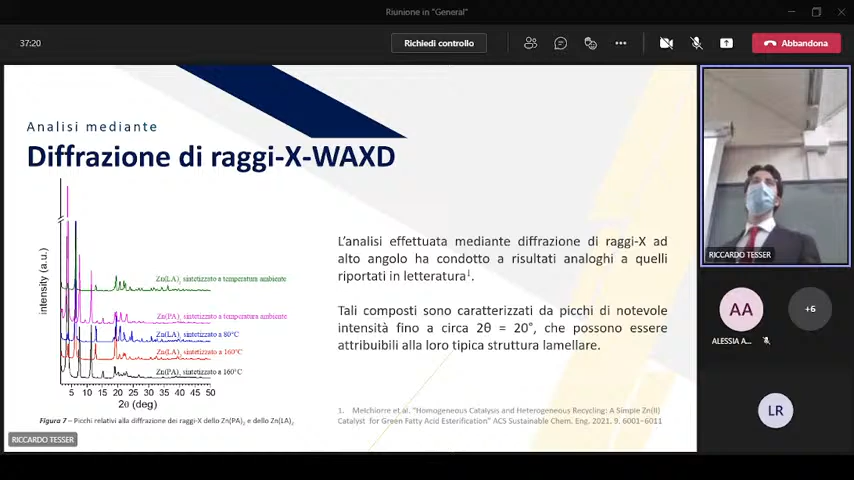 Riunione in "General"
37:20
Richiedi controllo
Abbandona
Analisi mediante
Diffrazione di raggi-X-WAXD
intensity (a.u.)
Zn(LA)2 sintetizzato a temperatura ambiente
Zn(PA)2 sintetizzato a temperatura ambiente
Zn(LA)2 sintetizzato a 80°C
Zn(LA)2 sintetizzato a 160°C
Zn(PA)2 sintetizzato a 160°C
5 10 15 20 25 30 35 40 45 50
2θ (deg)
Figura 7 – Picchi relativi alla diffrazione dei raggi-X dello Zn(PA)2 e dello Zn(LA)2
L'analisi effettuata mediante diffrazione di raggi-X ad
alto angolo ha condotto a risultati analoghi a quelli
riportati in letteratura1.
Tali composti sono caratterizzati da picchi di notevole
intensità fino a circa 2θ = 20°, che possono essere
attribuibili alla loro tipica struttura lamellare.
1. Melchiorre et al. "Homogeneous Catalysis and Heterogeneous Recycling: A Simple Zn(II)
Catalyst for Green Fatty Acid Esterification" ACS Sustainable Chem. Eng. 2021, 9, 6001–6011
RICCARDO TESSER
RICCARDO TESSER
AA
+6
ALESSIA A...
LR